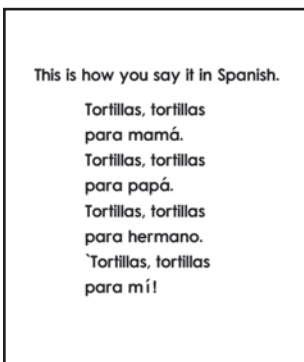 This is how you say it in Spanish.
Tortillas, tortillas
para mamá.
Tortillas, tortillas
para papá.
Tortillas, tortillas
para hermano.
`Tortillas, tortillas
para mí!